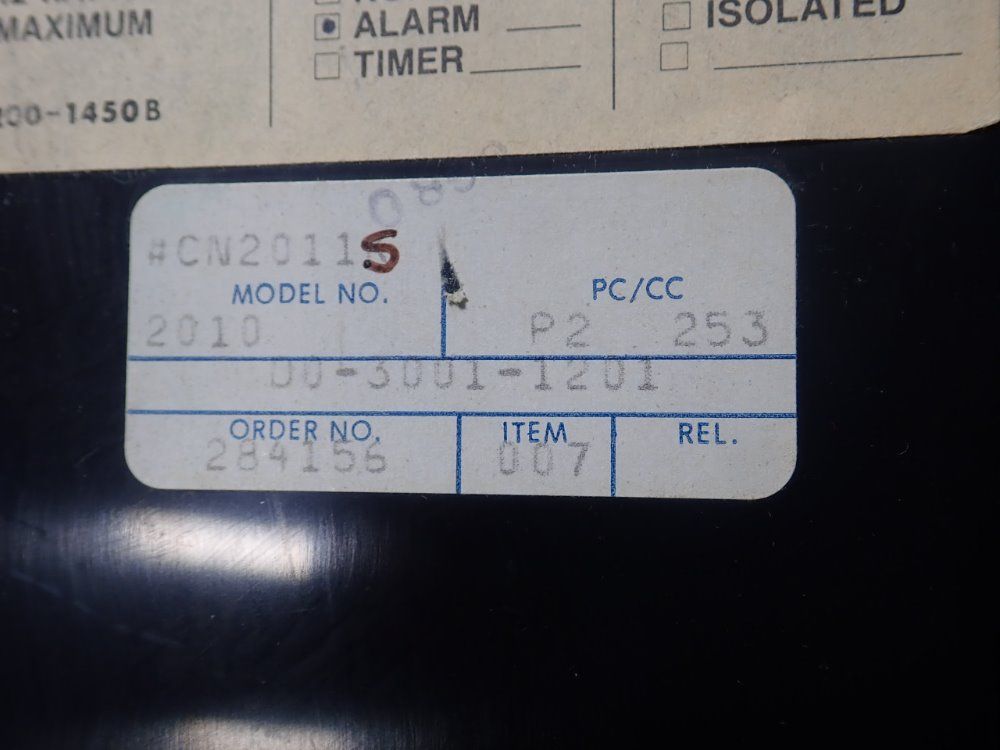 MAXIMUM
ALARM
TIMER
ISOLATED
-1450B
#CN2011S
MODEL NO. PC/CC
2010 P2 253
00-3001-1201
ORDER NO. ITEM REL.
284156 007